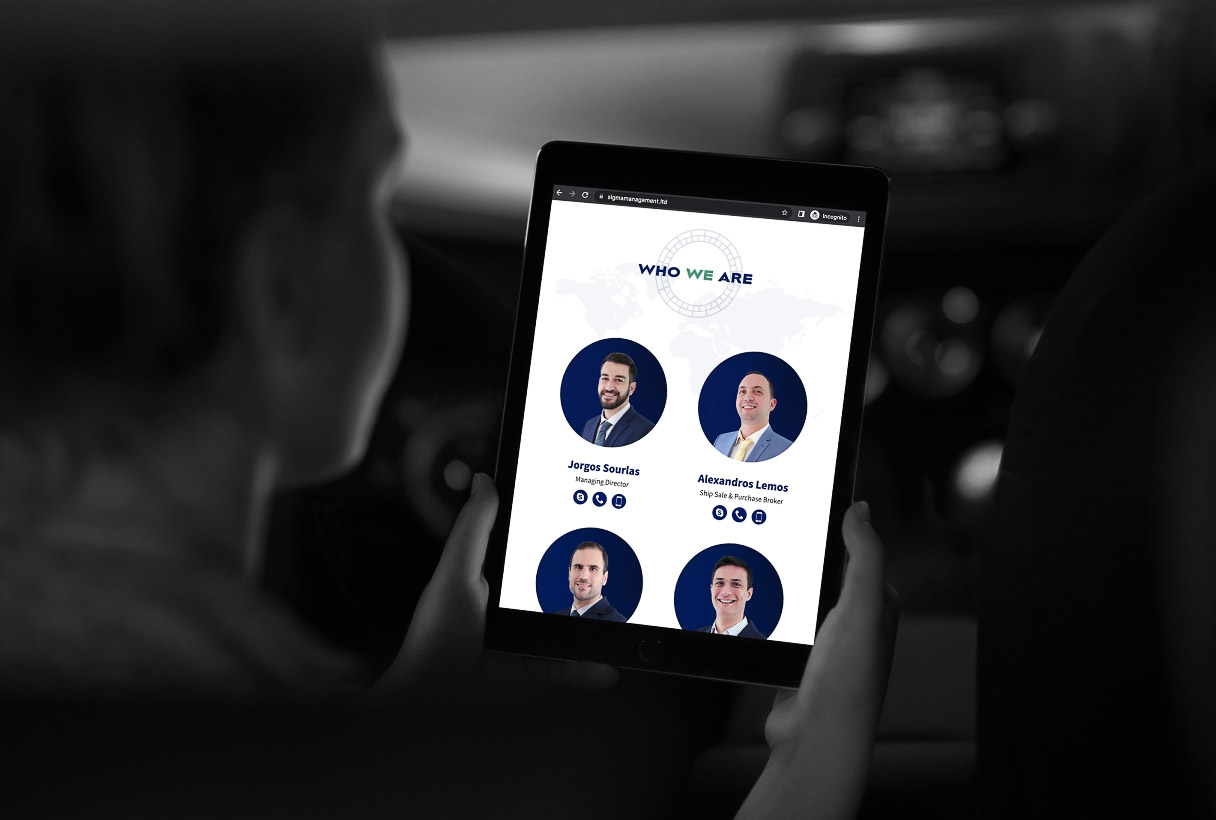 sigmamanagement.ltd
Incognito
WHO WE ARE
Jorgos Sourlas
Managing Director
Alexandros Lemos
Ship Sale & Purchase Broker